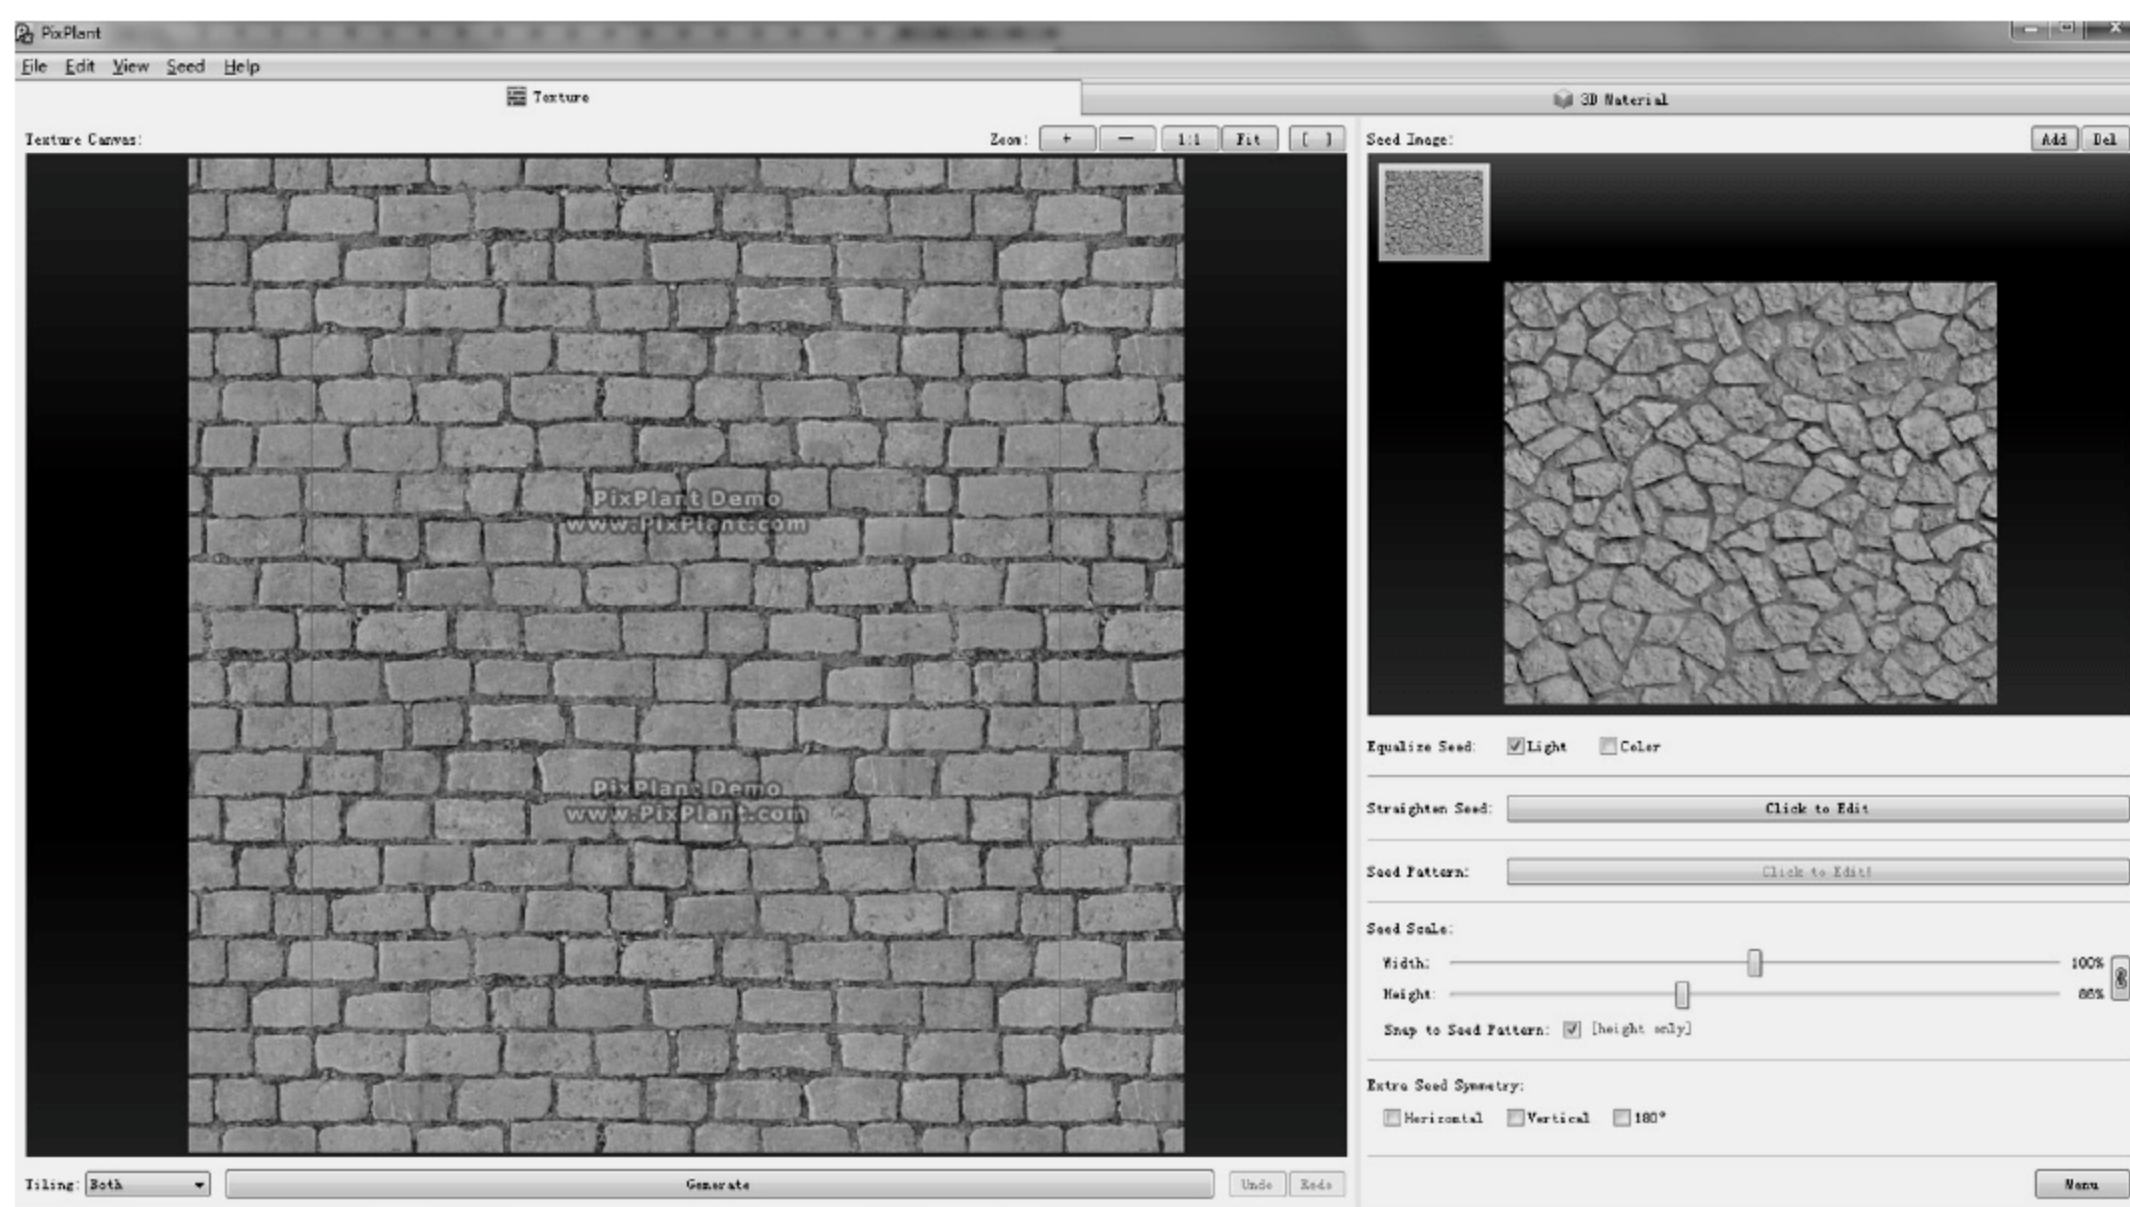 PixPlant
File Edit View Seed Help
Texture
3D Material
Texture Canvas:
Zoom: + — 1:1 Fit [ ]
Seed Image:
Add Del
PixPlant Demo
www.PixPlant.com
PixPlant Demo
www.PixPlant.com
Equalize Seed: Light Color
Straighten Seed: Click to Edit
Seed Pattern: Click to Edit!
Seed Scale:
Width: 100%
Height: 86%
Snap to Seed Pattern: [height only]
Extra Seed Symmetry:
Horizontal Vertical 180°
Tiling: Both
Generate
Undo Redo
Menu